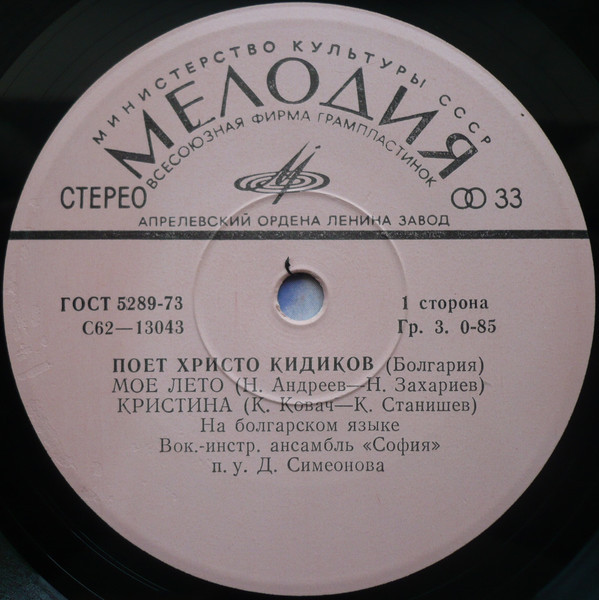 МИНИСТЕРСТВО КУЛЬТУРЫ СССР
МЕЛОДИЯ
ВСЕСОЮЗНАЯ ФИРМА ГРАМПЛАСТИНОК
СТЕРЕО
33
АПРЕЛЕВСКИЙ ОРДЕНА ЛЕНИНА ЗАВОД
ГОСТ 5289-73
С62—13043
1 сторона
Гр. 3. 0-85
ПОЕТ ХРИСТО КИДИКОВ (Болгария)
МОЕ ЛЕТО (Н. Андреев—Н. Захариев)
КРИСТИНА (К. Ковач—К. Станишев)
На болгарском языке
Вок.-инстр. ансамбль «София»
п. у. Д. Симеонова